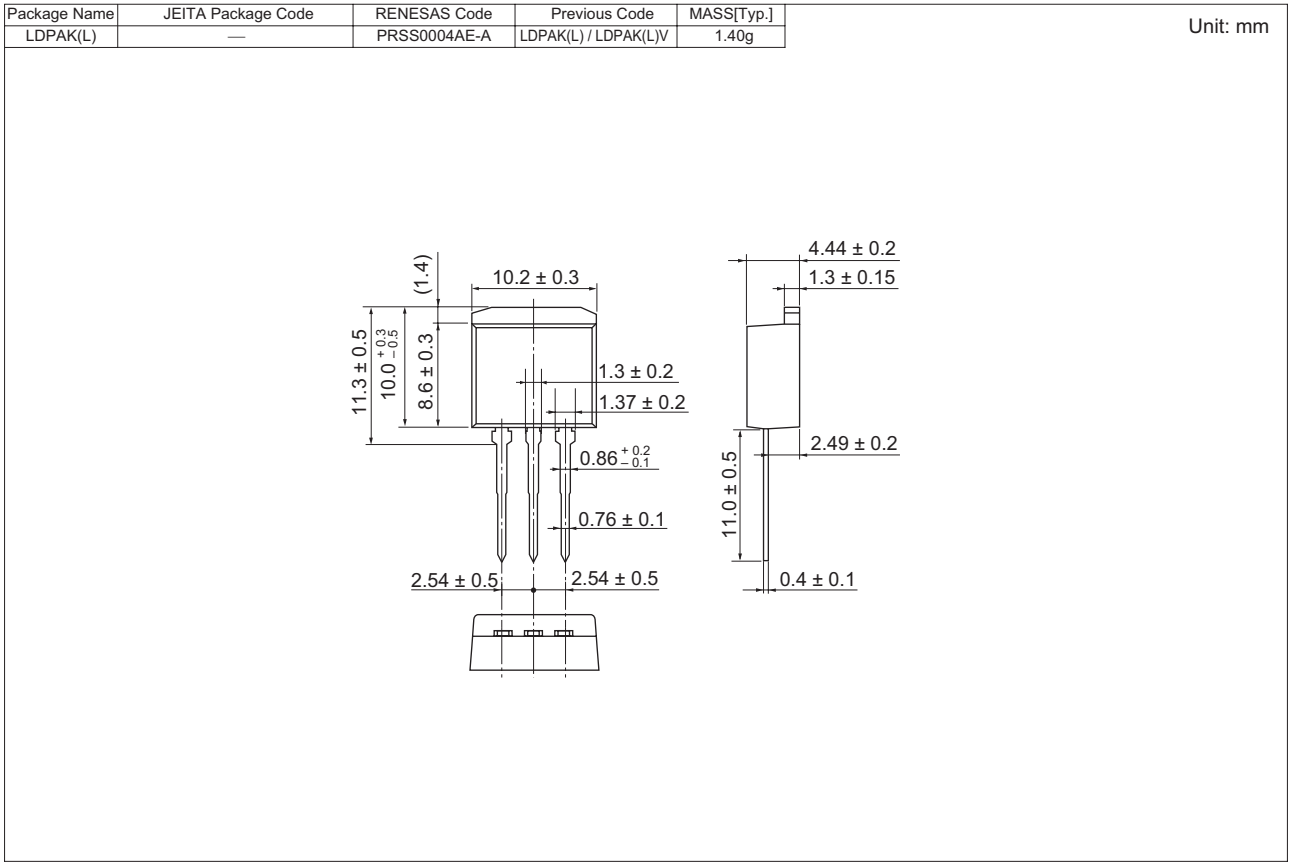 Package Name JEITA Package Code RENESAS Code Previous Code MASS[Typ.]
LDPAK(L) — PRSS0004AE-A LDPAK(L) / LDPAK(L)V 1.40g
Unit: mm
4.44 ± 0.2
1.3 ± 0.15
(1.4)
10.2 ± 0.3
11.3 ± 0.5
10.0 + 0.3 – 0.5
8.6 ± 0.3
1.3 ± 0.2
1.37 ± 0.2
2.49 ± 0.2
0.86 + 0.2 – 0.1
11.0 ± 0.5
0.76 ± 0.1
2.54 ± 0.5
2.54 ± 0.5
0.4 ± 0.1